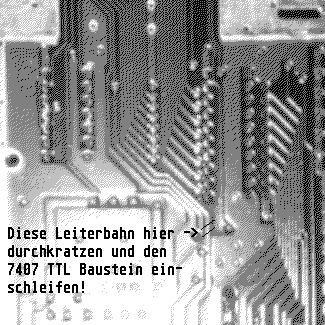 Diese Leiterbahn hier ->
durchkratzen und den
7407 TTL Baustein ein-
schleifen!